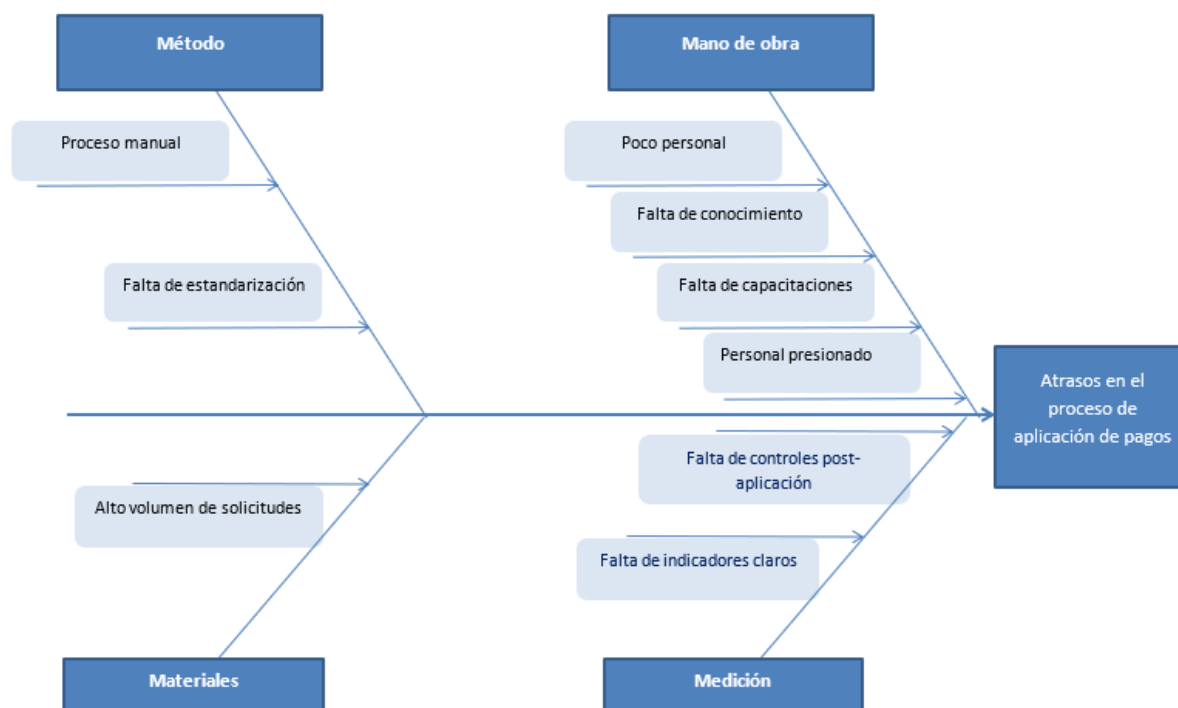 Método
Mano de obra
Proceso manual
Poco personal
Falta de conocimiento
Falta de estandarización
Falta de capacitaciones
Personal presionado
Atrasos en el
proceso de
aplicación de pagos
Falta de controles post-
aplicación
Alto volumen de solicitudes
Falta de indicadores claros
Materiales
Medición